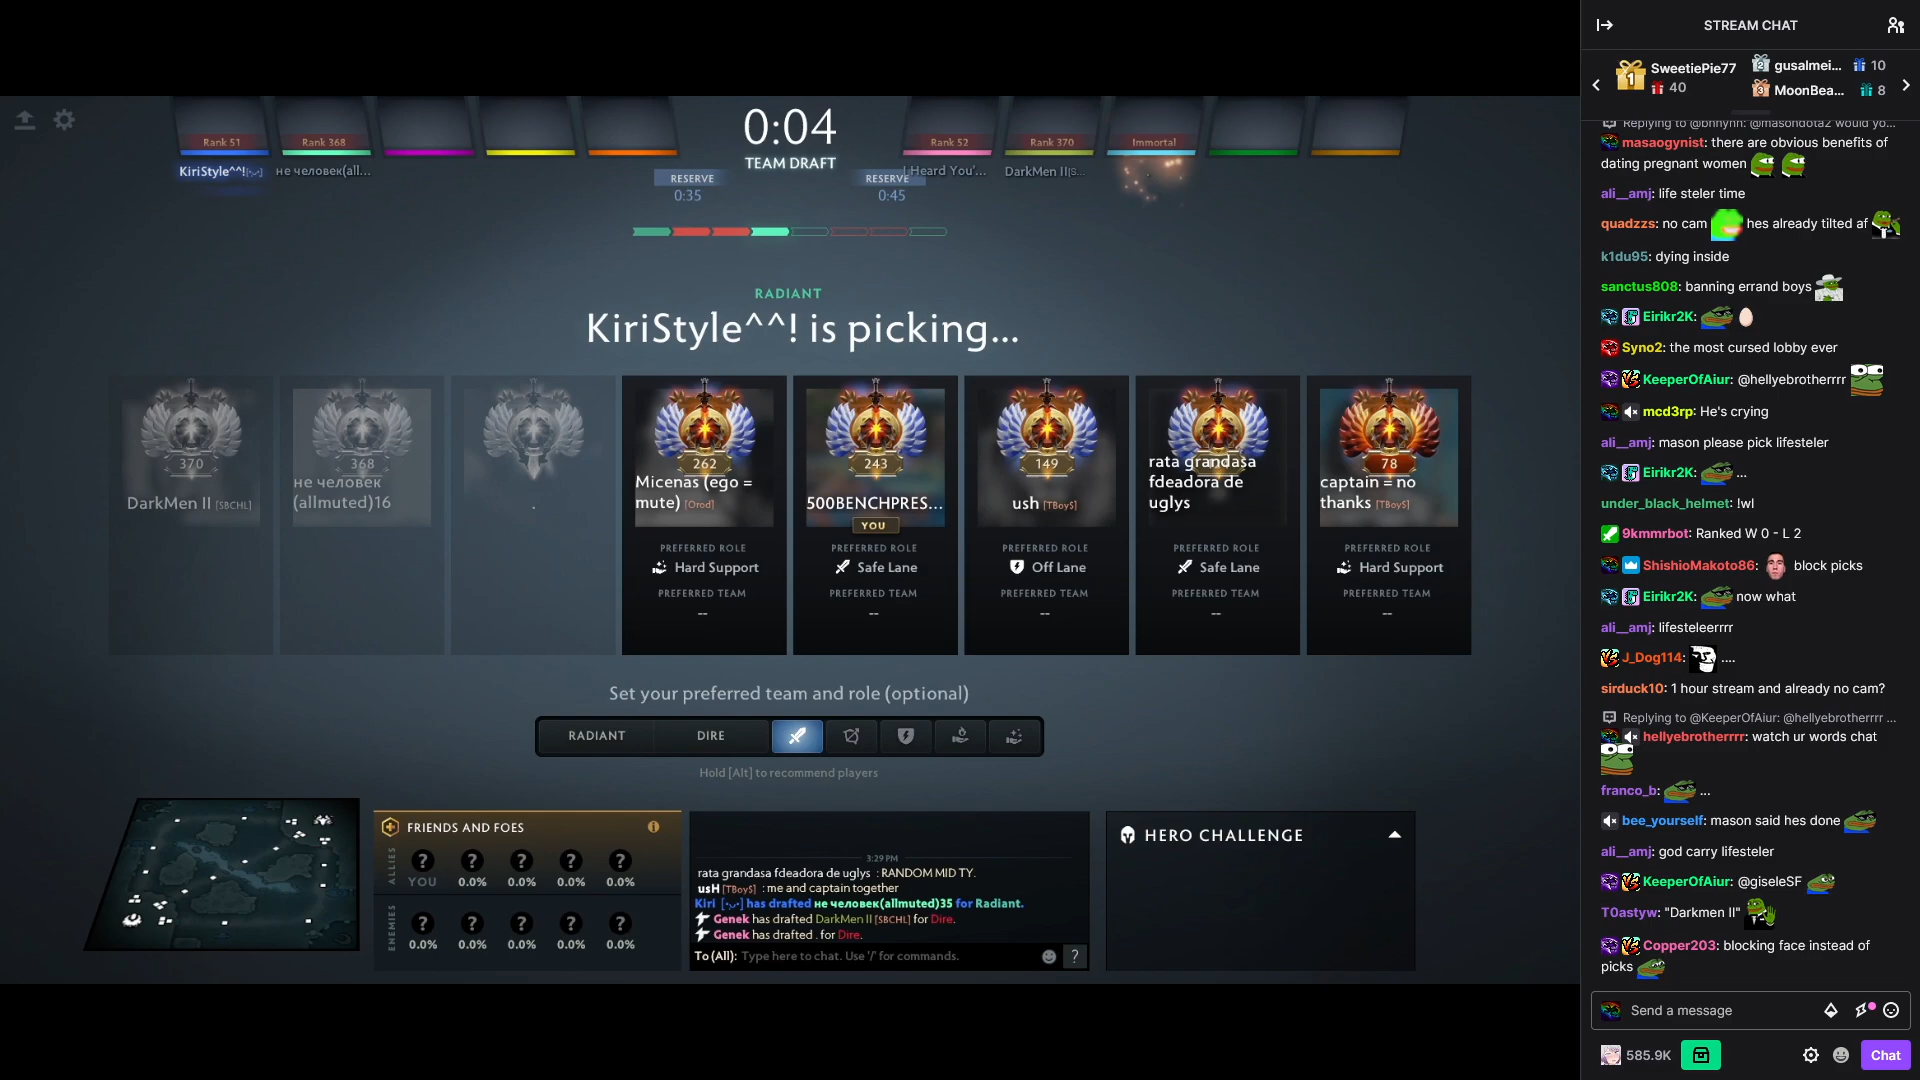 Rank 51
Rank 368
0:04
TEAM DRAFT
Rank 52
Rank 370
Immortal
KiriStyle^^!
не человек(all...
RESERVE
0:35
RESERVE
0:45
Heard You'...
DarkMen II[S...
RADIANT
KiriStyle^^! is picking...
370
DarkMen II [SBCHL]
368
не человек
(allmuted)16
.
262
Micenas (ego =
mute) [Orod]
PREFERRED ROLE
Hard Support
PREFERRED TEAM
--
243
500BENCHPRES...
YOU
PREFERRED ROLE
Safe Lane
PREFERRED TEAM
--
149
ush [TBoy$]
PREFERRED ROLE
Off Lane
PREFERRED TEAM
--
rata grandasa
fdeadora de
uglys
PREFERRED ROLE
Safe Lane
PREFERRED TEAM
--
78
captain = no
thanks [TBoy$]
PREFERRED ROLE
Hard Support
PREFERRED TEAM
--
Set your preferred team and role (optional)
RADIANT DIRE
Hold [Alt] to recommend players
FRIENDS AND FOES
ALLIES
? ? ? ? ?
YOU 0.0% 0.0% 0.0% 0.0%
ENEMIES
? ? ? ? ?
0.0% 0.0% 0.0% 0.0% 0.0%
3:29 PM
rata grandasa fdeadora de uglys : RANDOM MID TY.
usH [TBoy$] : me and captain together
Kiri [·ᴗ·] has drafted не человек(allmuted)35 for Radiant.
Genek has drafted DarkMen II [SBCHL] for Dire.
Genek has drafted . for Dire.
To (All): Type here to chat. Use '/' for commands.
?
HERO CHALLENGE
STREAM CHAT
1
SweetiePie77
40
2
gusalmei... 10
3
MoonBea... 8
Replying to @bhhyhh: @masondota2 would yo...
masaogynist: there are obvious benefits of
dating pregnant women
ali__amj: life steler time
quadzzs: no cam hes already tilted af
k1du95: dying inside
sanctus808: banning errand boys
Eirikr2K:
Syno2: the most cursed lobby ever
KeeperOfAiur: @hellyebrotherrrr
mcd3rp: He's crying
ali__amj: mason please pick lifesteler
Eirikr2K: ...
under_black_helmet: !wl
9kmmrbot: Ranked W 0 - L 2
ShishioMakoto86: block picks
Eirikr2K: now what
ali__amj: lifesteleerrrr
J_Dog114: ....
sirduck10: 1 hour stream and already no cam?
Replying to @KeeperOfAiur: @hellyebrotherrrr ...
hellyebrotherrrr: watch ur words chat
franco_b: ...
bee_yourself: mason said hes done
ali__amj: god carry lifesteler
KeeperOfAiur: @giseleSF
T0astyw: "Darkmen II"
Copper203: blocking face instead of
picks
Send a message
585.9K
Chat